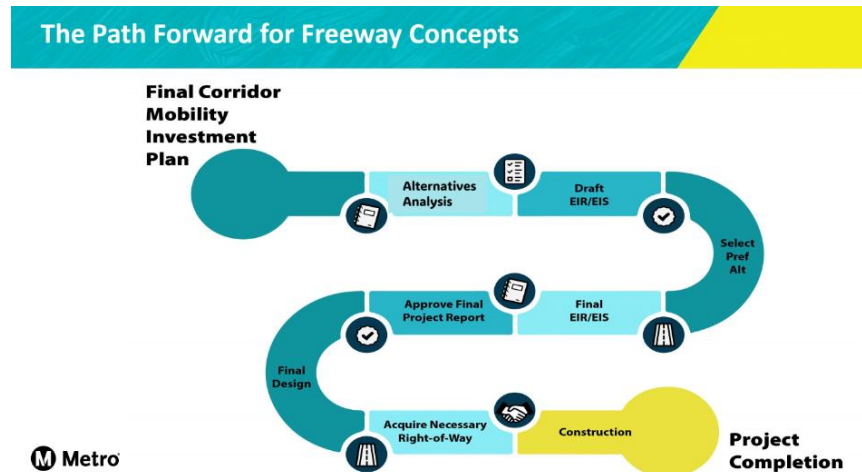 The Path Forward for Freeway Concepts
Final Corridor
Mobility
Investment
Plan
Alternatives
Analysis
Draft
EIR/EIS
Select
Pref
Alt
Final
EIR/EIS
Approve Final
Project Report
Final
Design
Acquire Necessary
Right-of-Way
Construction
Project
Completion
M Metro